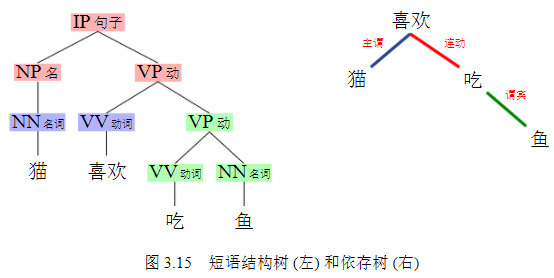 IP 句子
喜欢
主谓
连动
NP 名
VP 动
猫
吃
谓宾
NN 名词
VV 动词
VP 动
鱼
猫
喜欢
VV 动词
NN 名词
吃
鱼
图 3.15 短语结构树 (左) 和依存树 (右)